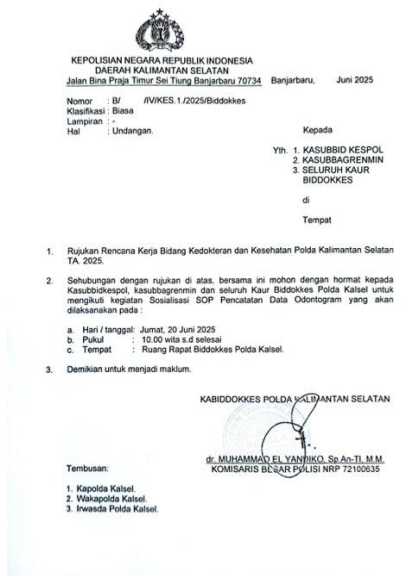 KEPOLISIAN NEGARA REPUBLIK INDONESIA
DAERAH KALIMANTAN SELATAN
Jalan Bina Praja Timur Sei Tiung Banjarbaru 70734
Banjarbaru, Juni 2025
Nomor : B/ /IV/KES.1./2025/Biddokkes
Klasifikasi : Biasa
Lampiran : -
Hal : Undangan.
Kepada
Yth. 1. KASUBBID KESPOL
2. KASUBBAGRENMIN
3. SELURUH KAUR
BIDDOKKES
di
Tempat
1. Rujukan Rencana Kerja Bidang Kedokteran dan Kesehatan Polda Kalimantan Selatan
TA. 2025.
2. Sehubungan dengan rujukan di atas, bersama ini mohon dengan hormat kepada
Kasubbidkespol, kasubbagrenmin dan seluruh Kaur Biddokkes Polda Kalsel untuk
mengikuti kegiatan Sosialisasi SOP Pencatatan Data Odontogram yang akan
dilaksanakan pada :
a. Hari / tanggal: Jumat, 20 Juni 2025
b. Pukul : 10.00 wita s.d selesai
c. Tempat : Ruang Rapat Biddokkes Polda Kalsel.
3. Demikian untuk menjadi maklum.
KABIDDOKKES POLDA KALIMANTAN SELATAN
dr. MUHAMMAD EL YANDIKO, Sp.An-TI, M.M.
KOMISARIS BESAR POLISI NRP 72100635
Tembusan:
1. Kapolda Kalsel.
2. Wakapolda Kalsel.
3. Irwasda Polda Kalsel.